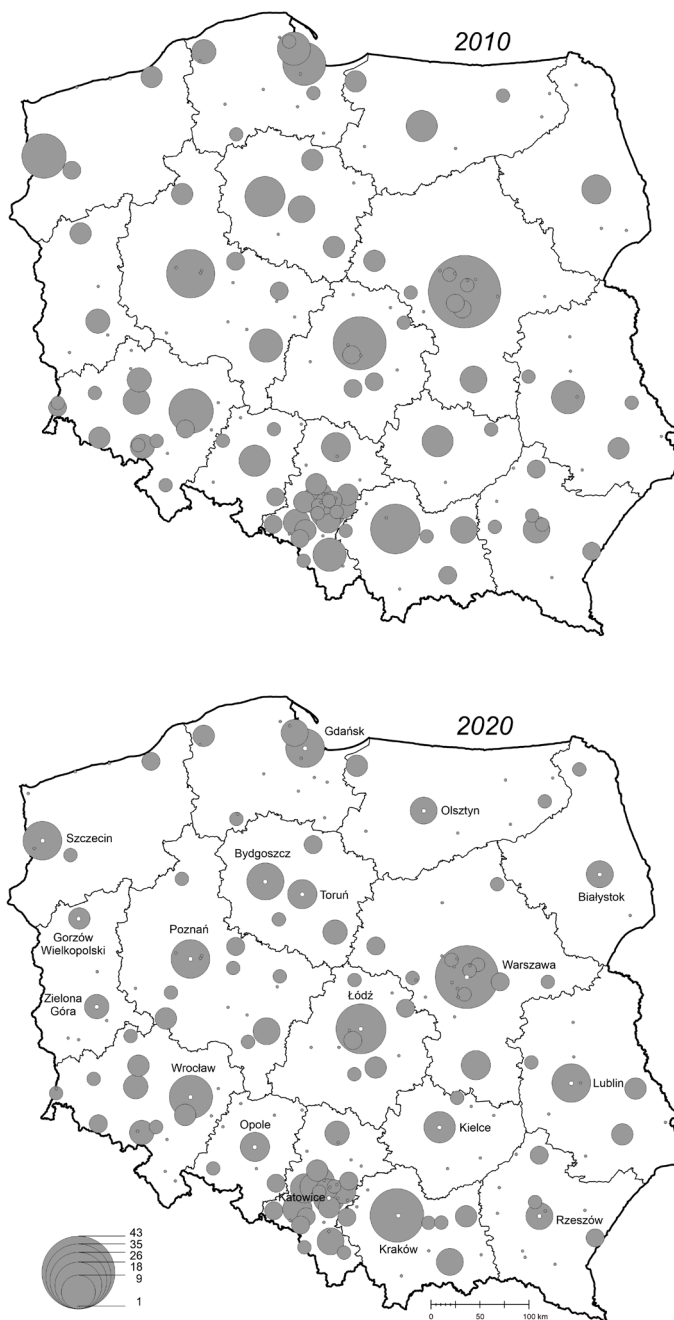 2010
2020
Gdańsk
Olsztyn
Szczecin
Bydgoszcz
Toruń
Białystok
Gorzów
Wielkopolski
Poznań
Warszawa
Zielona
Góra
Łódź
Wrocław
Lublin
Opole
Kielce
Katowice
Kraków
Rzeszów
43
35
26
18
9
1
0 50 100 km